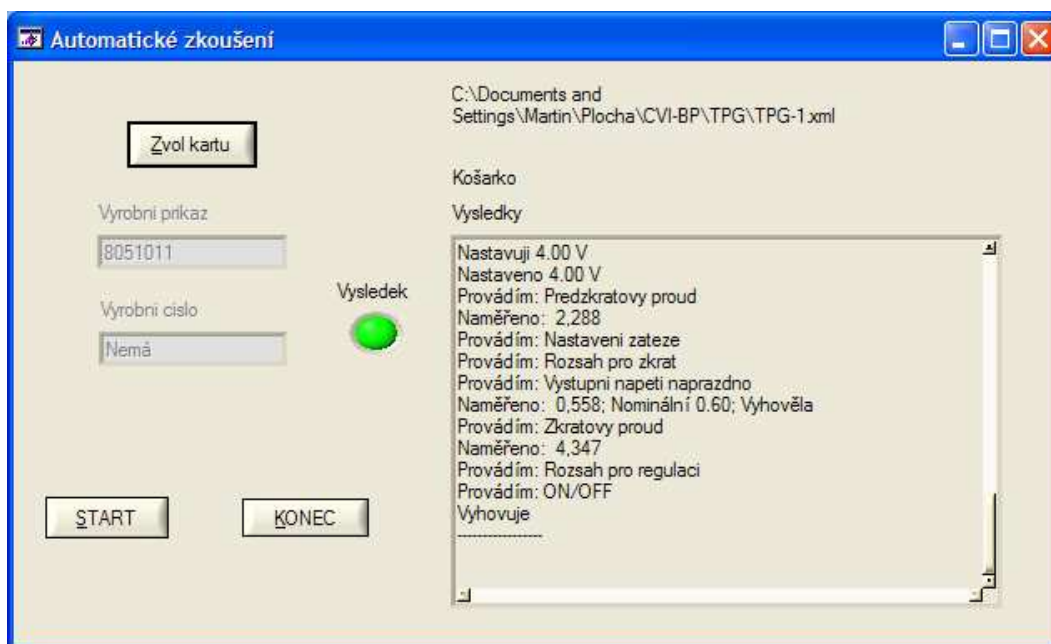 Automatické zkoušení
C:\Documents and
Settings\Martin\Plocha\CVI-BP\TPG\TPG-1.xml
Zvol kartu
Košarko
Vyrobni prikaz
8051011
Vyrobni cislo
Nemá
Vysledek
START
KONEC
Vysledky
Nastavuji 4.00 V
Nastaveno 4.00 V
Provádím: Predzkratovy proud
Naměřeno: 2,288
Provádím: Nastaveni zateze
Provádím: Rozsah pro zkrat
Provádím: Vystupni napeti naprazdno
Naměřeno: 0,558; Nominální 0.60; Vyhověla
Provádím: Zkratovy proud
Naměřeno: 4,347
Provádím: Rozsah pro regulaci
Provádím: ON/OFF
Vyhovuje
----------------